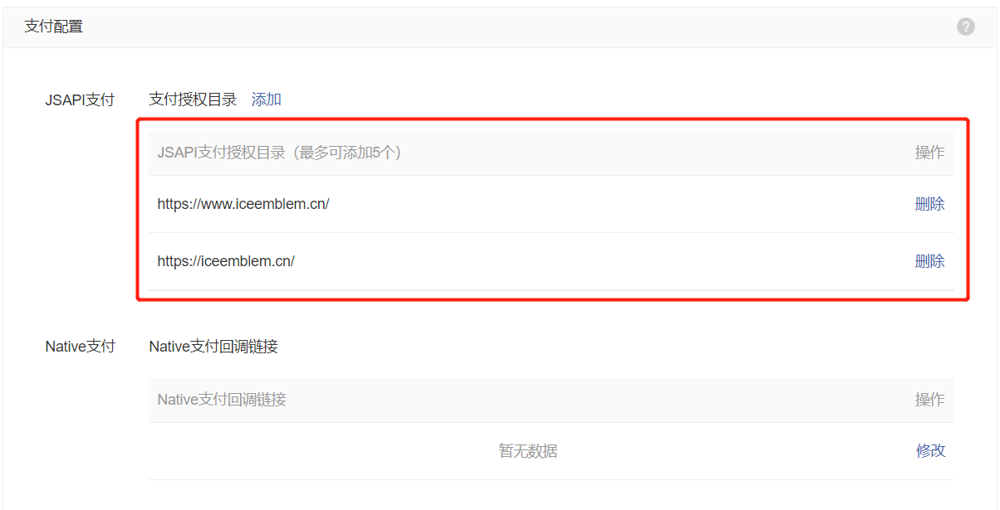 支付配置 ?
JSAPI支付 支付授权目录 添加
JSAPI支付授权目录（最多可添加5个） 操作
https://www.iceemblem.cn/ 删除
https://iceemblem.cn/ 删除
Native支付 Native支付回调链接
Native支付回调链接 操作
暂无数据 修改